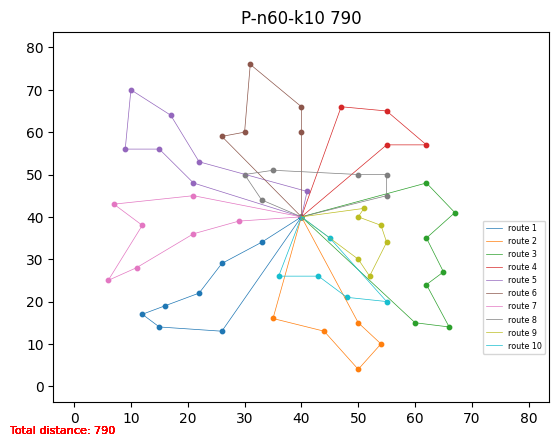 P-n60-k10 790
80
70
60
50
40
30
20
10
0
0 10 20 30 40 50 60 70 80
route 1
route 2
route 3
route 4
route 5
route 6
route 7
route 8
route 9
route 10
Total distance: 790